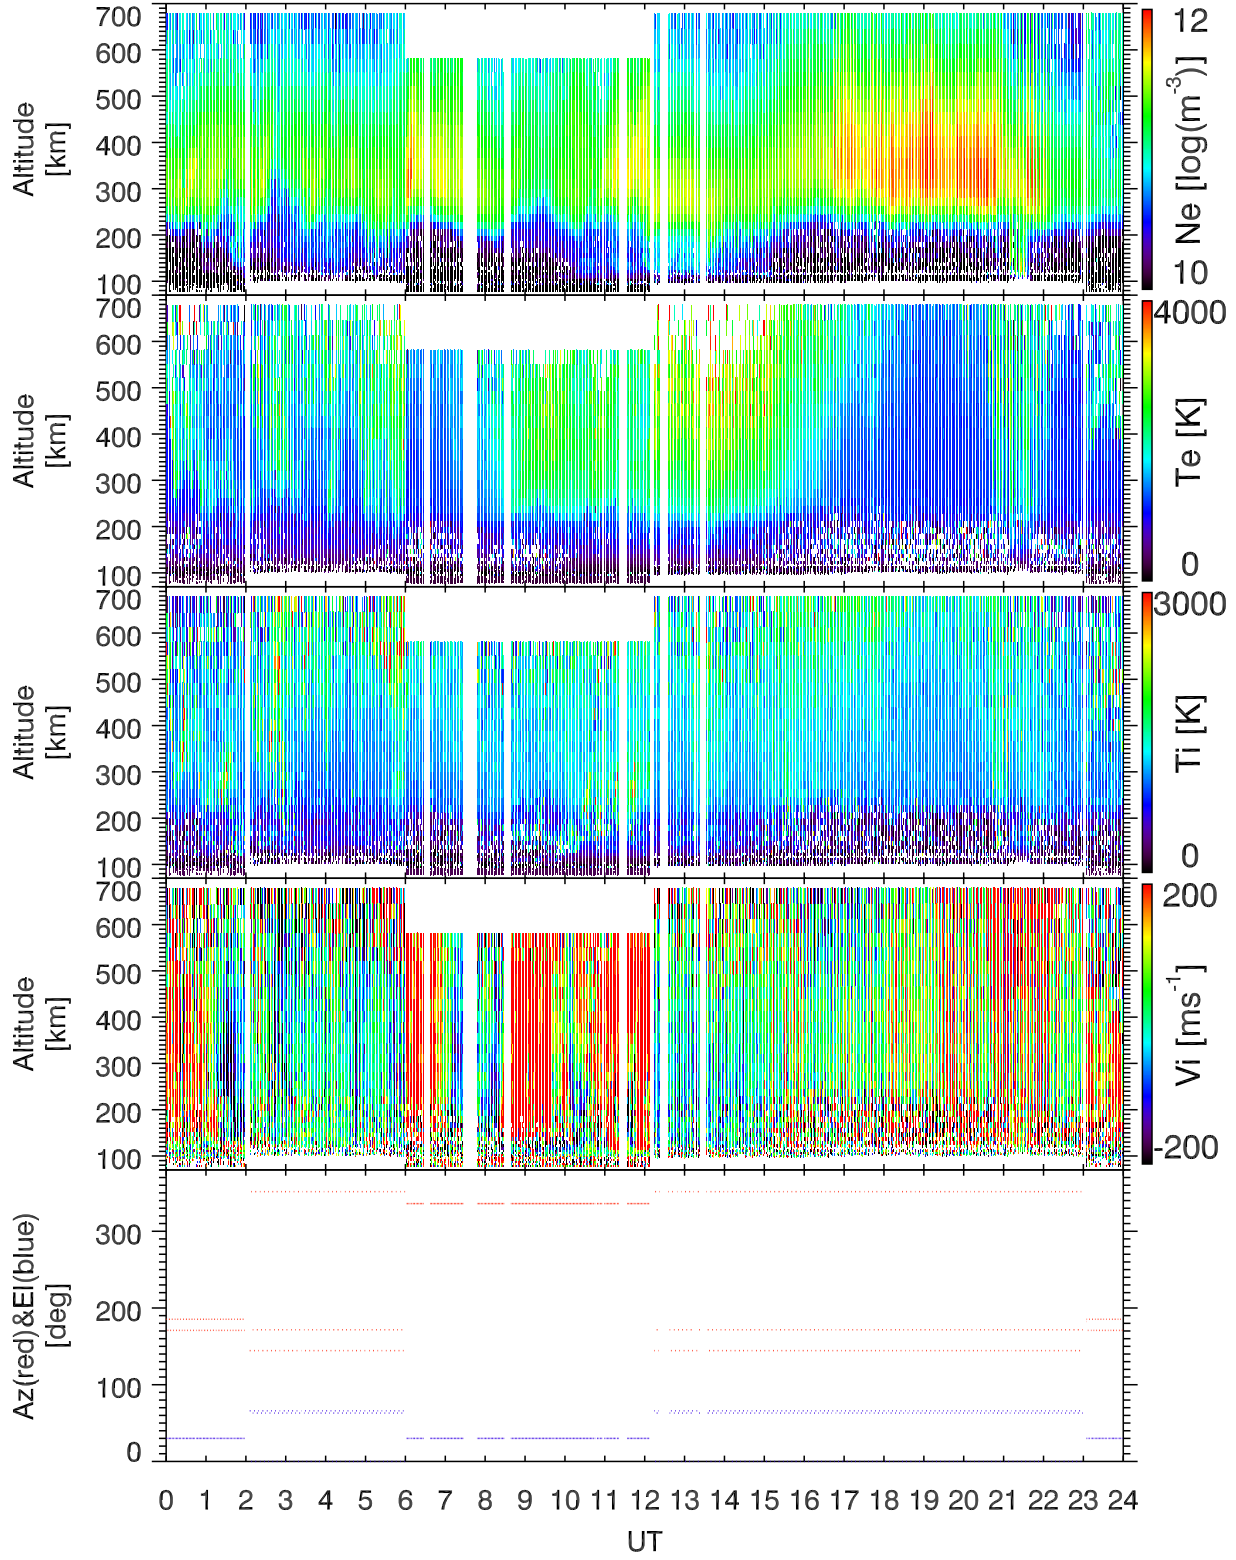 700
600
500
400
300
200
100
Altitude
[km]
12
10
Ne [log(m⁻³)]
700
600
500
400
300
200
100
Altitude
[km]
4000
0
Te [K]
700
600
500
400
300
200
100
Altitude
[km]
3000
0
Ti [K]
700
600
500
400
300
200
100
Altitude
[km]
200
-200
Vi [ms⁻¹]
300
200
100
0
Az(red)&El(blue)
[deg]
0 1 2 3 4 5 6 7 8 9 10 11 12 13 14 15 16 17 18 19 20 21 22 23 24
UT